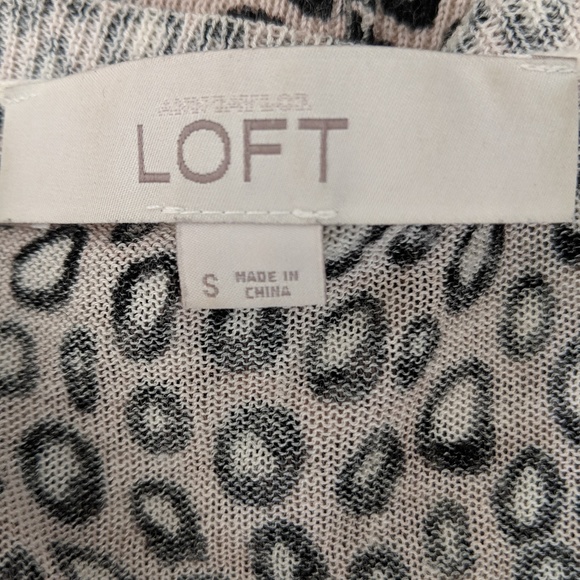 ANN TAYLOR
LOFT
S
MADE IN
CHINA